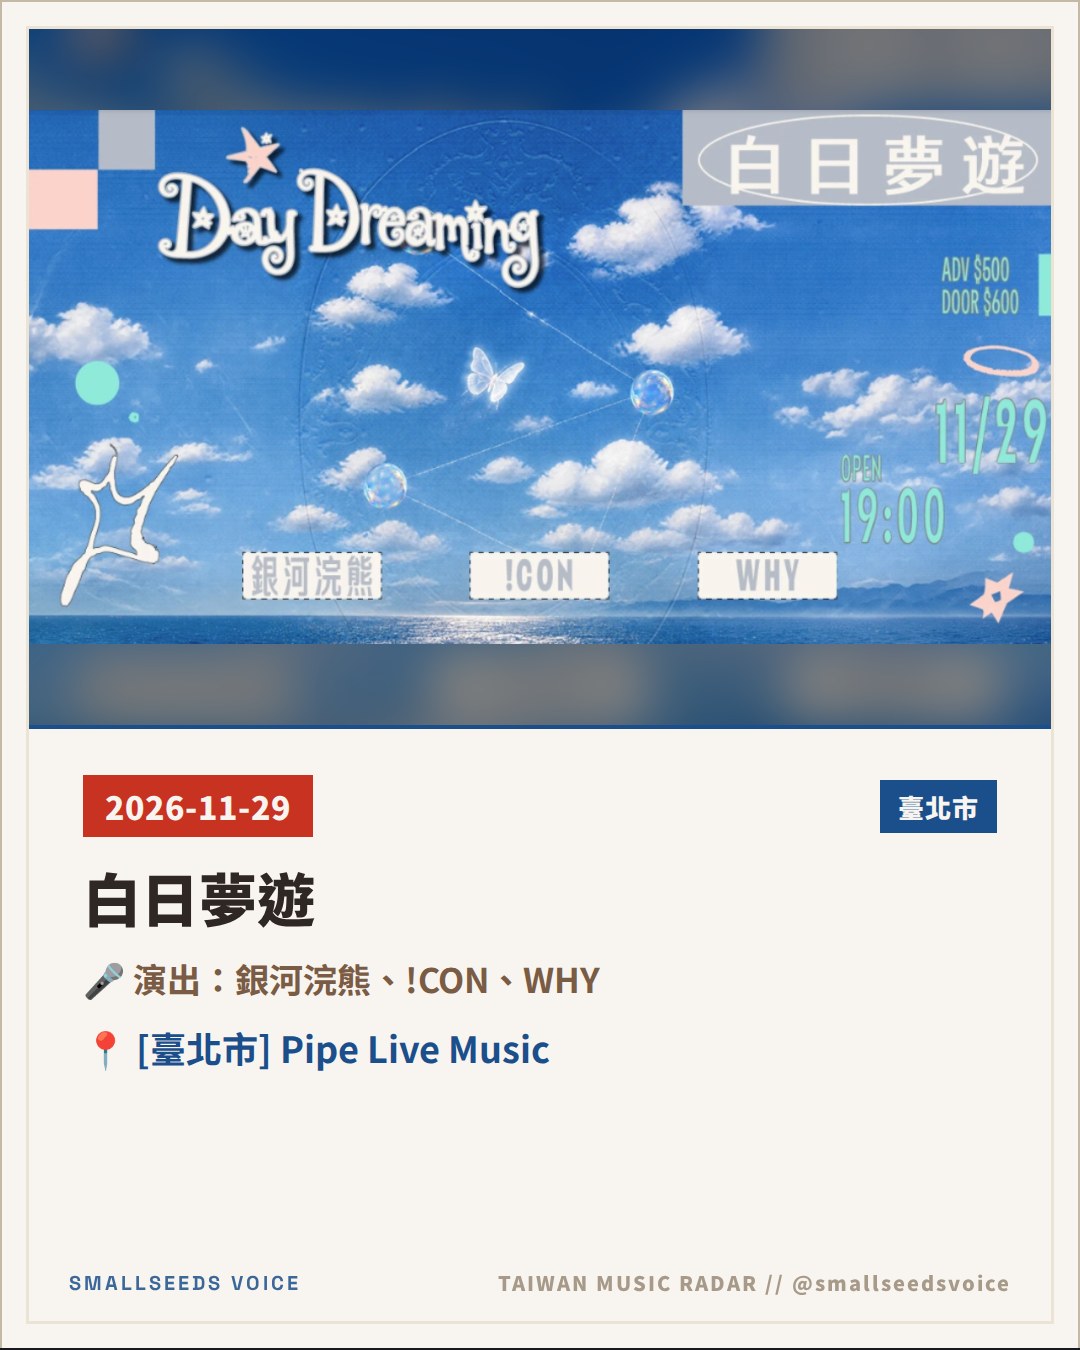 Day Dreaming
白日夢遊
ADV $500
DOOR $600
11/29
OPEN
19:00
銀河浣熊
!CON
WHY
2026-11-29
臺北市
白日夢遊
🎤 演出：銀河浣熊、!CON、WHY
📍 [臺北市] Pipe Live Music
SMALLSEEDS VOICE
TAIWAN MUSIC RADAR // @smallseedsvoice